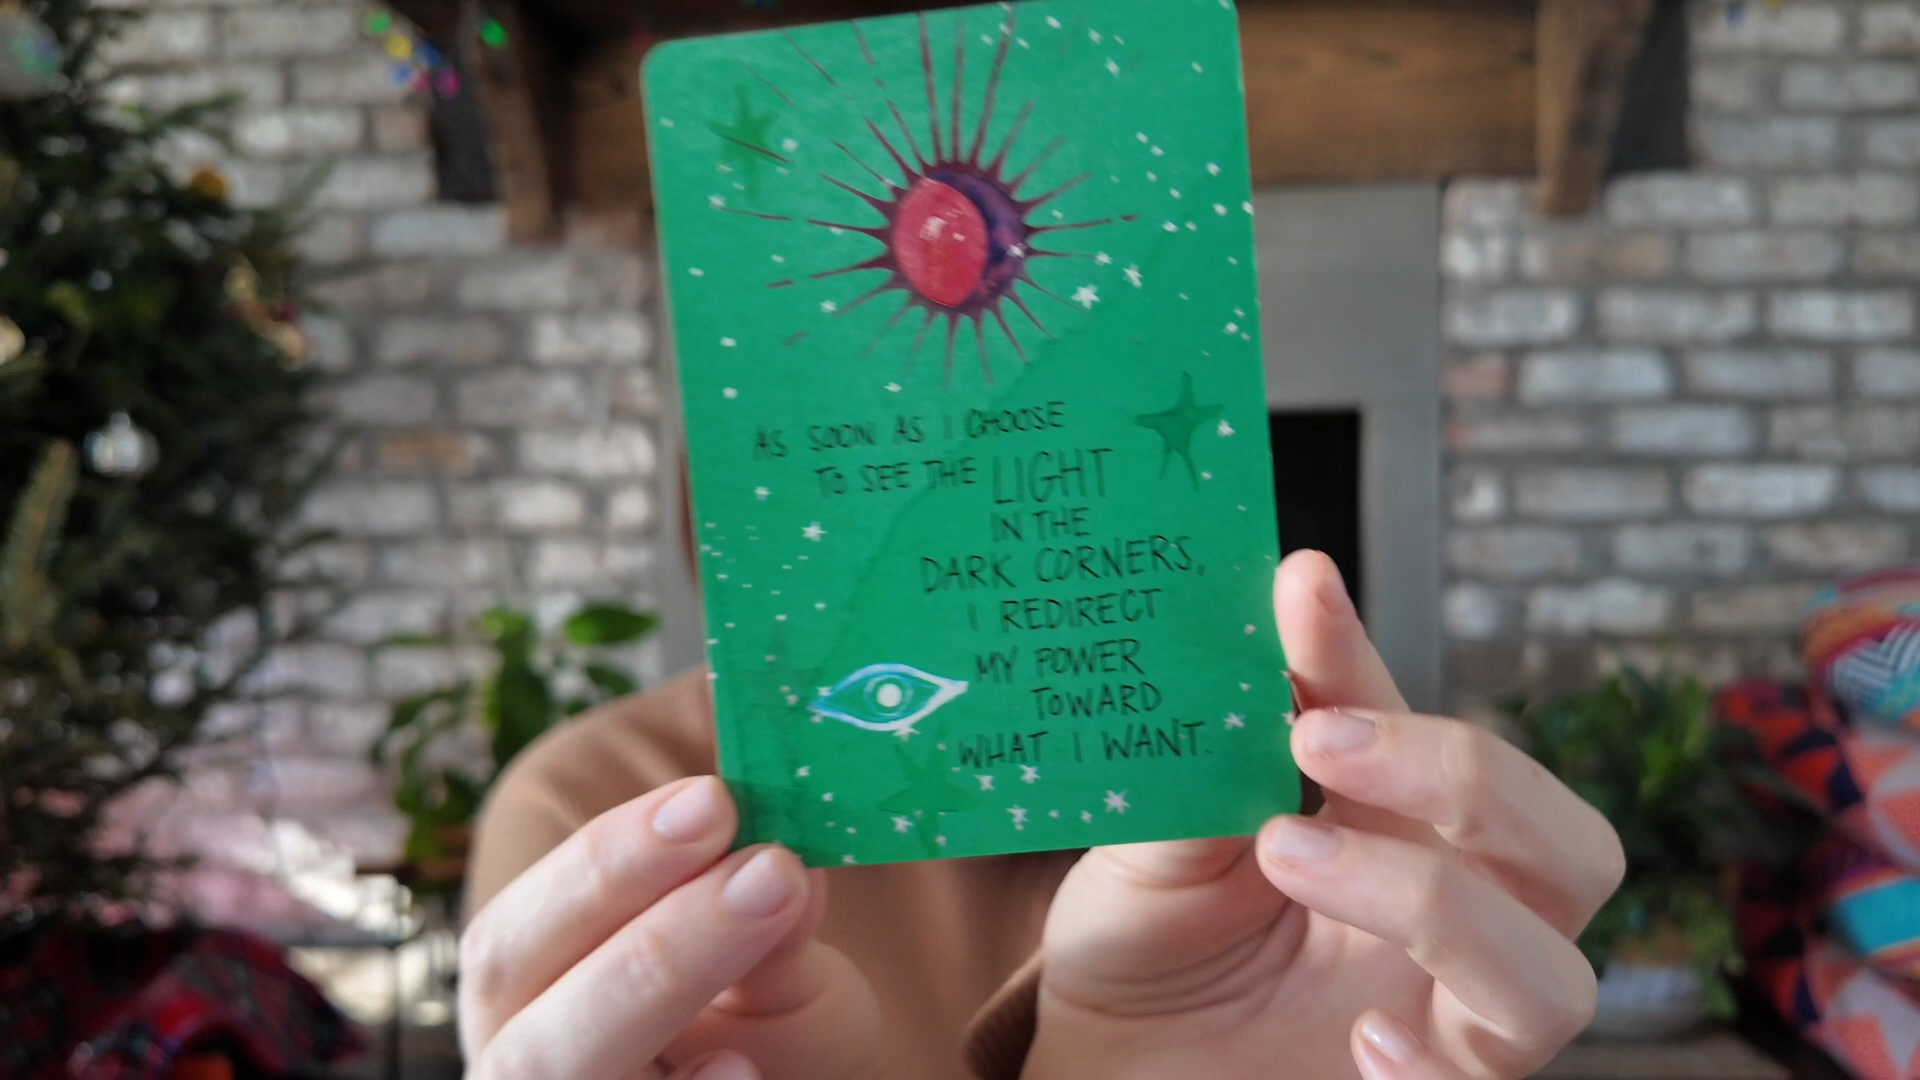 AS SOON AS I CHOOSE
TO SEE THE LIGHT
IN THE
DARK CORNERS,
I REDIRECT
MY POWER
TOWARD
WHAT I WANT.